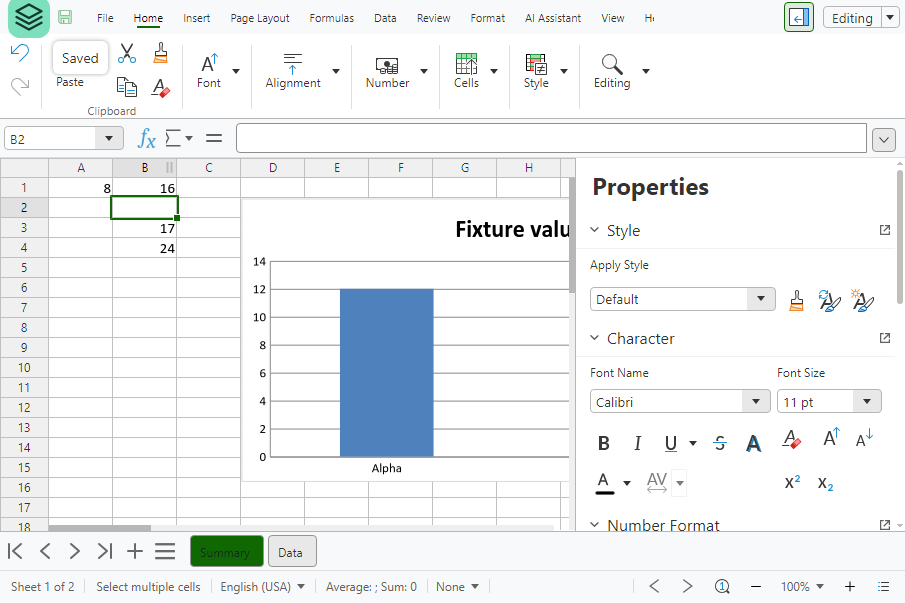 File Home Insert Page Layout Formulas Data Review Format AI Assistant View
Editing
Saved
Paste
Clipboard
Font
Alignment
Number
Cells
Style
Editing
B2
fx
A B C D E F G H
1 8 16
2
3 17
4 24
5
6
7
8
9
10
11
12
13
14
15
16
17
18
Fixture valu
14
12
10
8
6
4
2
0
Alpha
Properties
Style
Apply Style
Default
Character
Font Name Font Size
Calibri 11 pt
Number Format
Summary Data
Sheet 1 of 2 Select multiple cells English (USA) Average: ; Sum: 0 None 100%